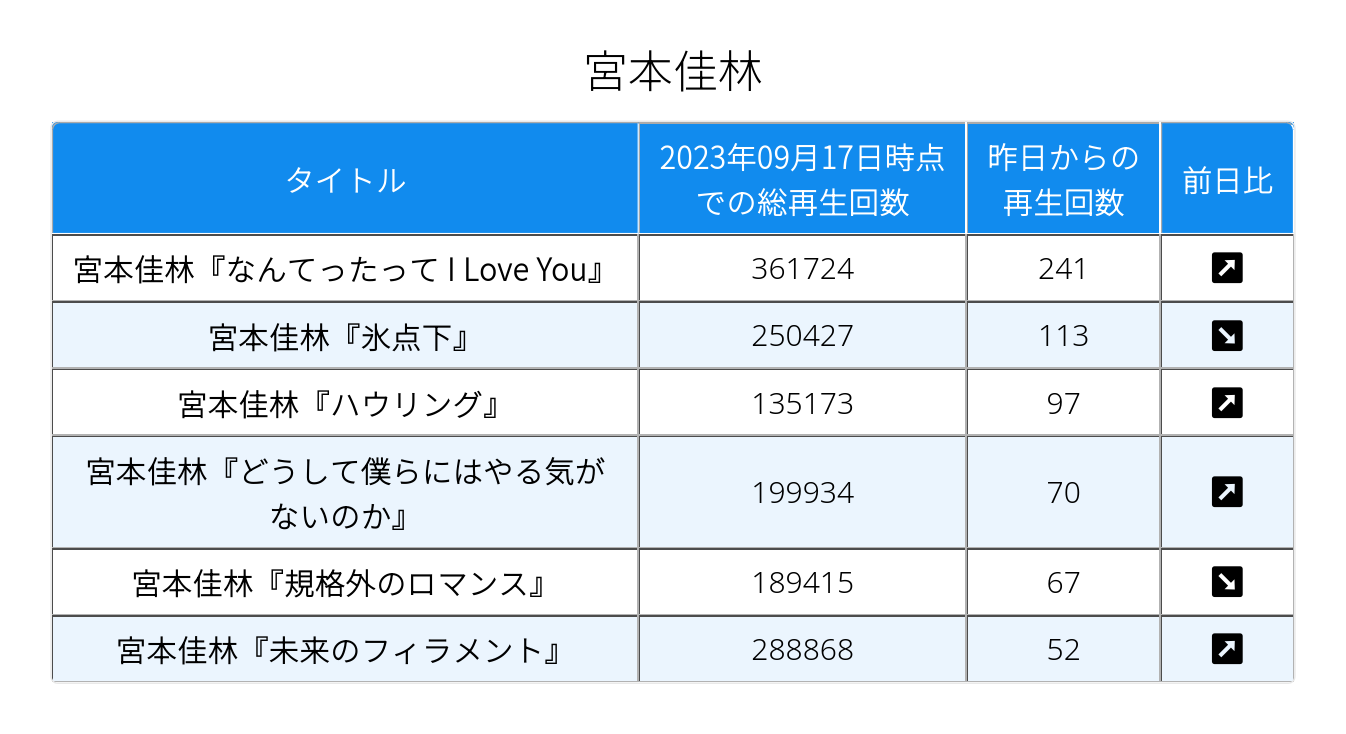 宮本佳林
タイトル
2023年09月17日時点
での総再生回数
昨日からの
再生回数
前日比
宮本佳林『なんてったって I Love You』
361724
241
宮本佳林『氷点下』
250427
113
宮本佳林『ハウリング』
135173
97
宮本佳林『どうして僕らにはやる気が
ないのか』
199934
70
宮本佳林『規格外のロマンス』
189415
67
宮本佳林『未来のフィラメント』
288868
52